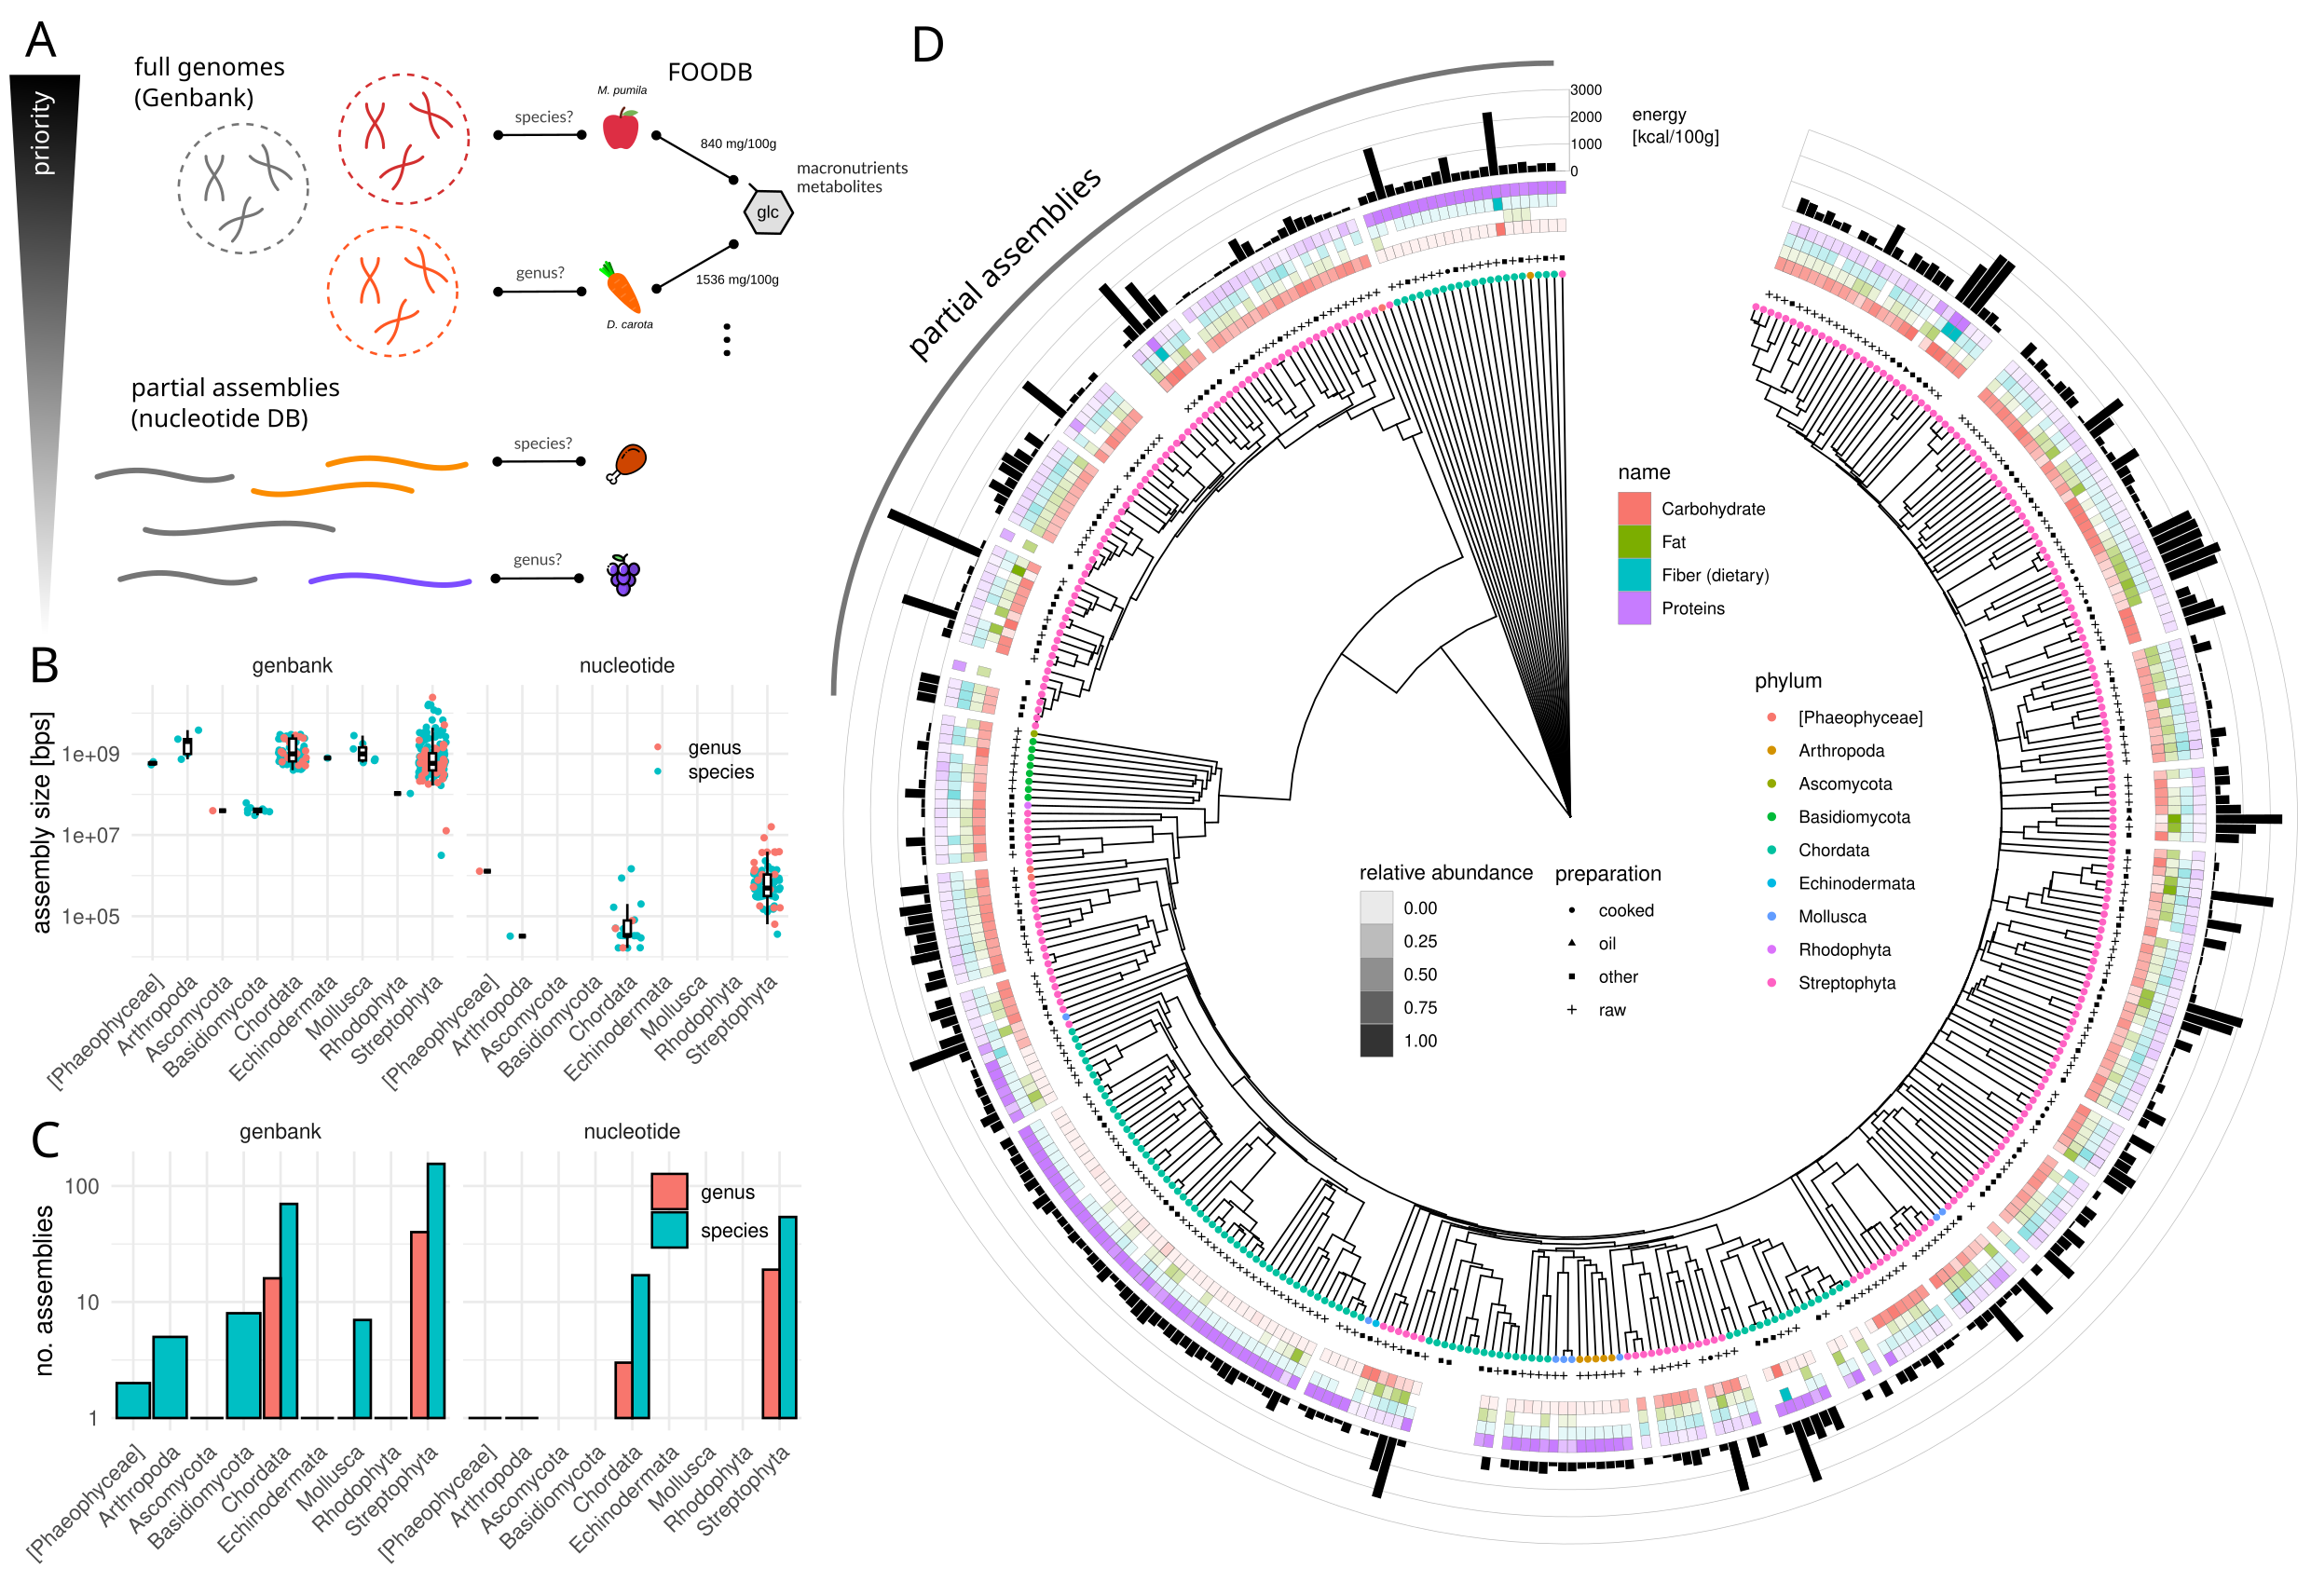 A
priority
full genomes
(Genbank)
species?
M. pumila
FOODB
840 mg/100g
macronutrients
metabolites
glc
genus?
1536 mg/100g
D. carota
partial assemblies
(nucleotide DB)
species?
genus?
B
genbank
nucleotide
assembly size [bps]
1e+09
1e+07
1e+05
genus
species
[Phaeophyceae]
Arthropoda
Ascomycota
Basidiomycota
Chordata
Echinodermata
Mollusca
Rhodophyta
Streptophyta
[Phaeophyceae]
Arthropoda
Ascomycota
Basidiomycota
Chordata
Echinodermata
Mollusca
Rhodophyta
Streptophyta
C
genbank
nucleotide
no. assemblies
100
10
1
genus
species
[Phaeophyceae]
Arthropoda
Ascomycota
Basidiomycota
Chordata
Echinodermata
Mollusca
Rhodophyta
Streptophyta
[Phaeophyceae]
Arthropoda
Ascomycota
Basidiomycota
Chordata
Echinodermata
Mollusca
Rhodophyta
Streptophyta
D
partial assemblies
3000
2000
1000
0
energy
[kcal/100g]
name
Carbohydrate
Fat
Fiber (dietary)
Proteins
phylum
[Phaeophyceae]
Arthropoda
Ascomycota
Basidiomycota
Chordata
Echinodermata
Mollusca
Rhodophyta
Streptophyta
relative abundance
0.00
0.25
0.50
0.75
1.00
preparation
cooked
oil
other
raw